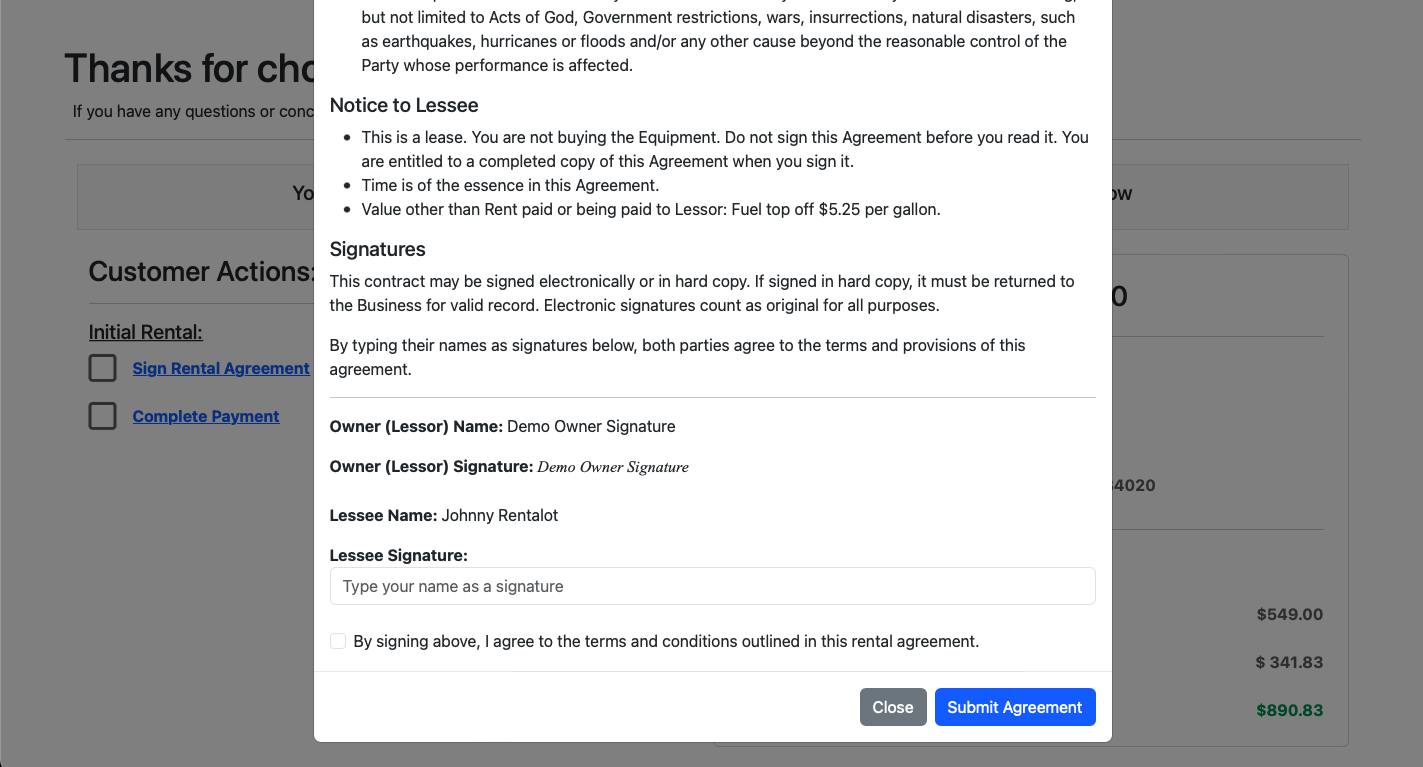 but not limited to Acts of God, Government restrictions, wars, insurrections, natural disasters, such
as earthquakes, hurricanes or floods and/or any other cause beyond the reasonable control of the
Party whose performance is affected.
Thanks for
If you have any questions or
Notice to Lessee
• This is a lease. You are not buying the Equipment. Do not sign this Agreement before you read it. You
are entitled to a completed copy of this Agreement when you sign it.
• Time is of the essence in this Agreement.
• Value other than Rent paid or being paid to Lessor: Fuel top off $5.25 per gallon.
Signatures
This contract may be signed electronically or in hard copy. If signed in hard copy, it must be returned to
the Business for valid record. Electronic signatures count as original for all purposes.
By typing their names as signatures below, both parties agree to the terms and provisions of this
agreement.
Owner (Lessor) Name: Demo Owner Signature
Owner (Lessor) Signature: Demo Owner Signature
Lessee Name: Johnny Rentalot
Lessee Signature:
Type your name as a signature
By signing above, I agree to the terms and conditions outlined in this rental agreement.
Close
Submit Agreement
Customer Actions:
Initial Rental:
Sign Rental Agreement
Complete Payment
4020
$549.00
$ 341.83
$890.83